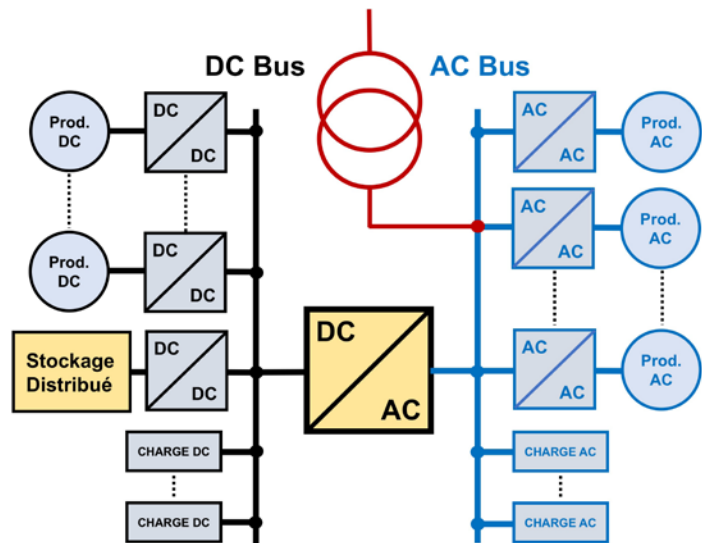 DC Bus
AC Bus
Prod.
DC
DC
DC
AC
AC
Prod.
AC
AC
AC
Prod.
AC
Prod.
DC
DC
DC
Stockage
Distribué
DC
DC
DC
AC
AC
AC
Prod.
AC
CHARGE DC
CHARGE AC
CHARGE DC
CHARGE AC